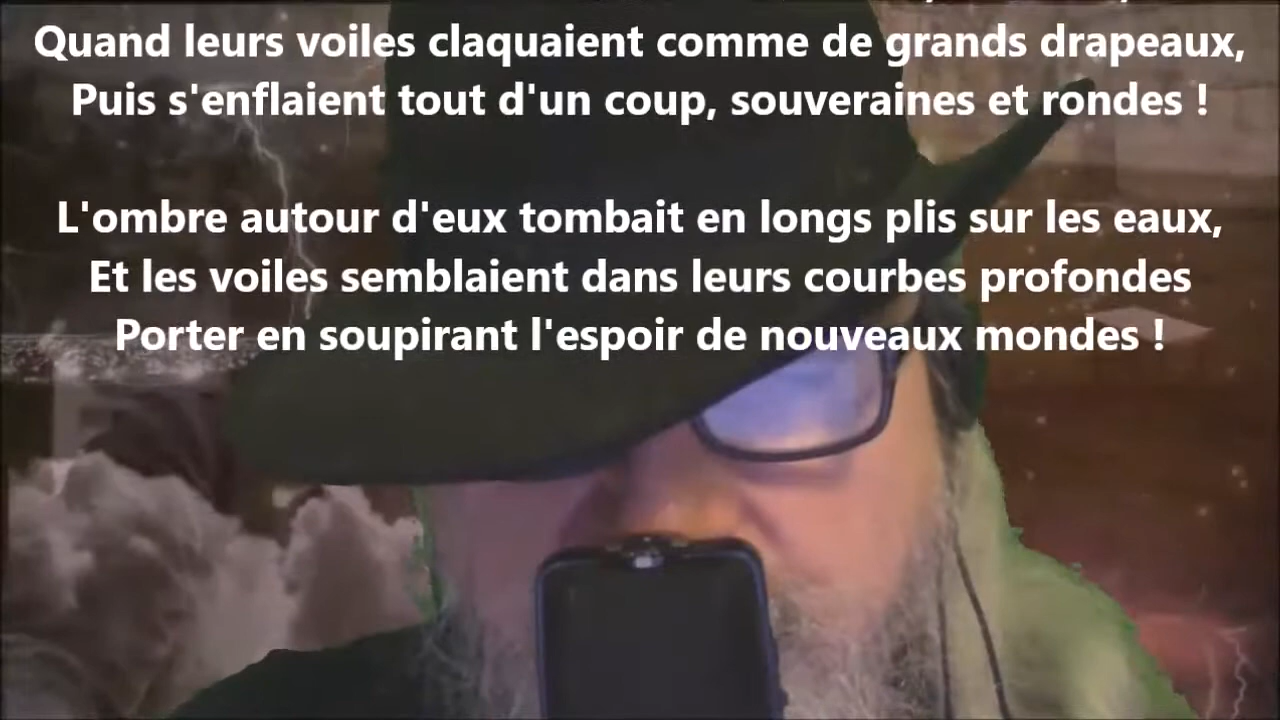 Quand leurs voiles claquaient comme de grands drapeaux,
Puis s'enflaient tout d'un coup, souveraines et rondes !
L'ombre autour d'eux tombait en longs plis sur les eaux,
Et les voiles semblaient dans leurs courbes profondes
Porter en soupirant l'espoir de nouveaux mondes !